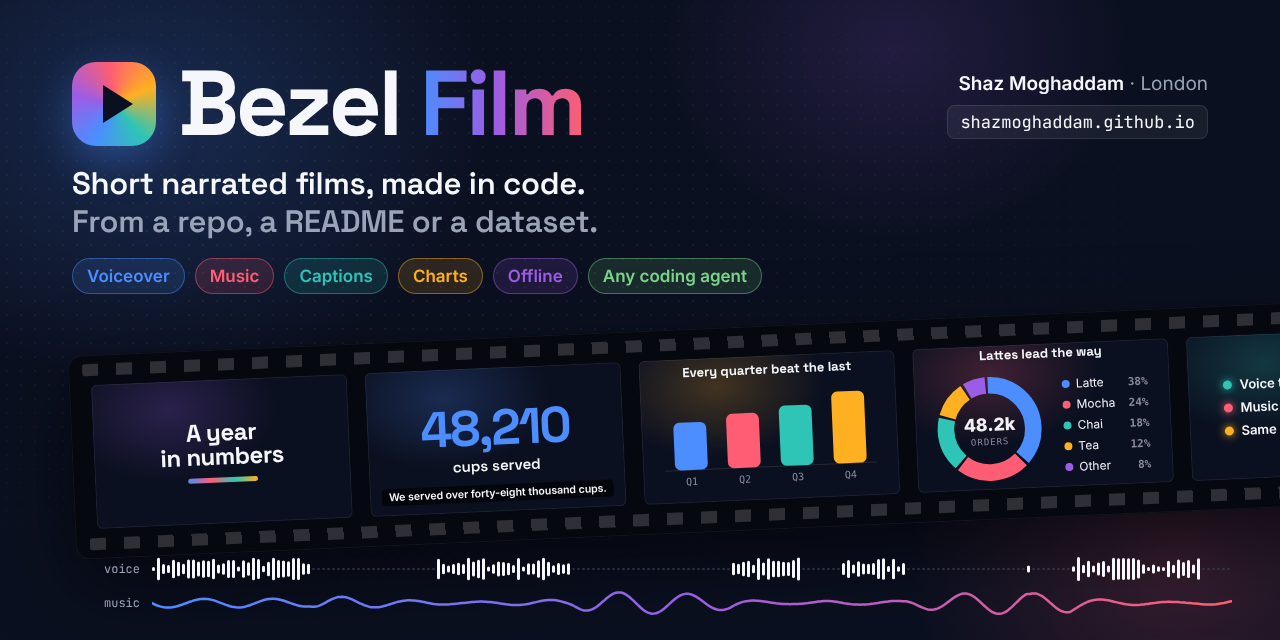 Bezel Film
Shaz Moghaddam · London
shazmoghaddam.github.io
Short narrated films, made in code.
From a repo, a README or a dataset.
Voiceover
Music
Captions
Charts
Offline
Any coding agent
A year
in numbers
48,210
cups served
We served over forty-eight thousand cups.
Every quarter beat the last
Q1
Q2
Q3
Q4
Lattes lead the way
48.2k
ORDERS
Latte 38%
Mocha 24%
Chai 18%
Tea 12%
Other 8%
Voice
Music
Same
voice
music